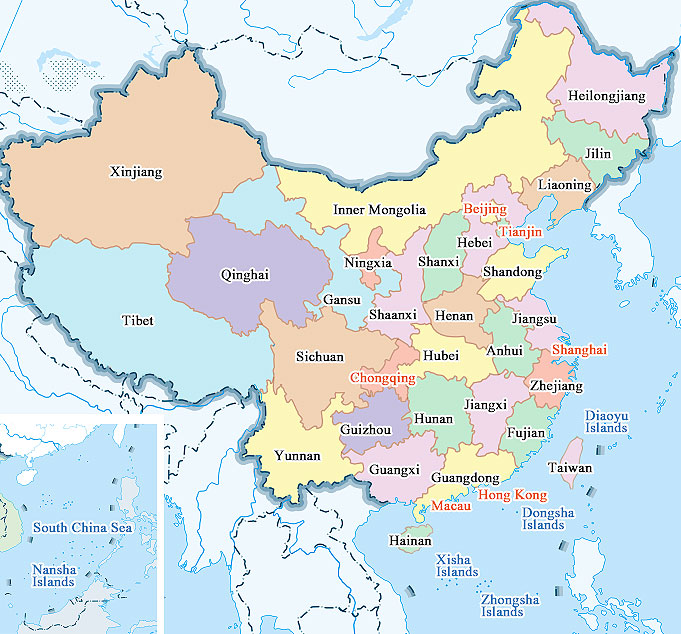 Heilongjiang
Jilin
Xinjiang
Liaoning
Inner Mongolia
Beijing
Tianjin
Hebei
Ningxia
Shanxi
Shandong
Qinghai
Gansu
Shaanxi
Henan
Jiangsu
Tibet
Sichuan
Hubei
Anhui
Shanghai
Chongqing
Zhejiang
Jiangxi
Hunan
Guizhou
Fujian
Diaoyu
Islands
Yunnan
Guangxi
Guangdong
Taiwan
Hong Kong
Macau
Dongsha
Islands
Hainan
Xisha
Islands
Zhongsha
Islands
South China Sea
Nansha
Islands